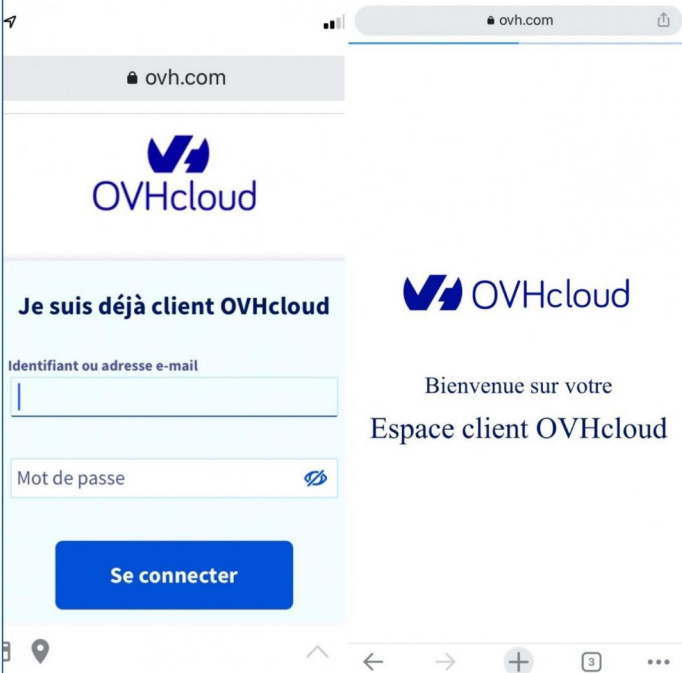 ovh.com
OVHcloud
Je suis déjà client OVHcloud
Identifiant ou adresse e-mail
Mot de passe
Se connecter
ovh.com
OVHcloud
Bienvenue sur votre
Espace client OVHcloud
3